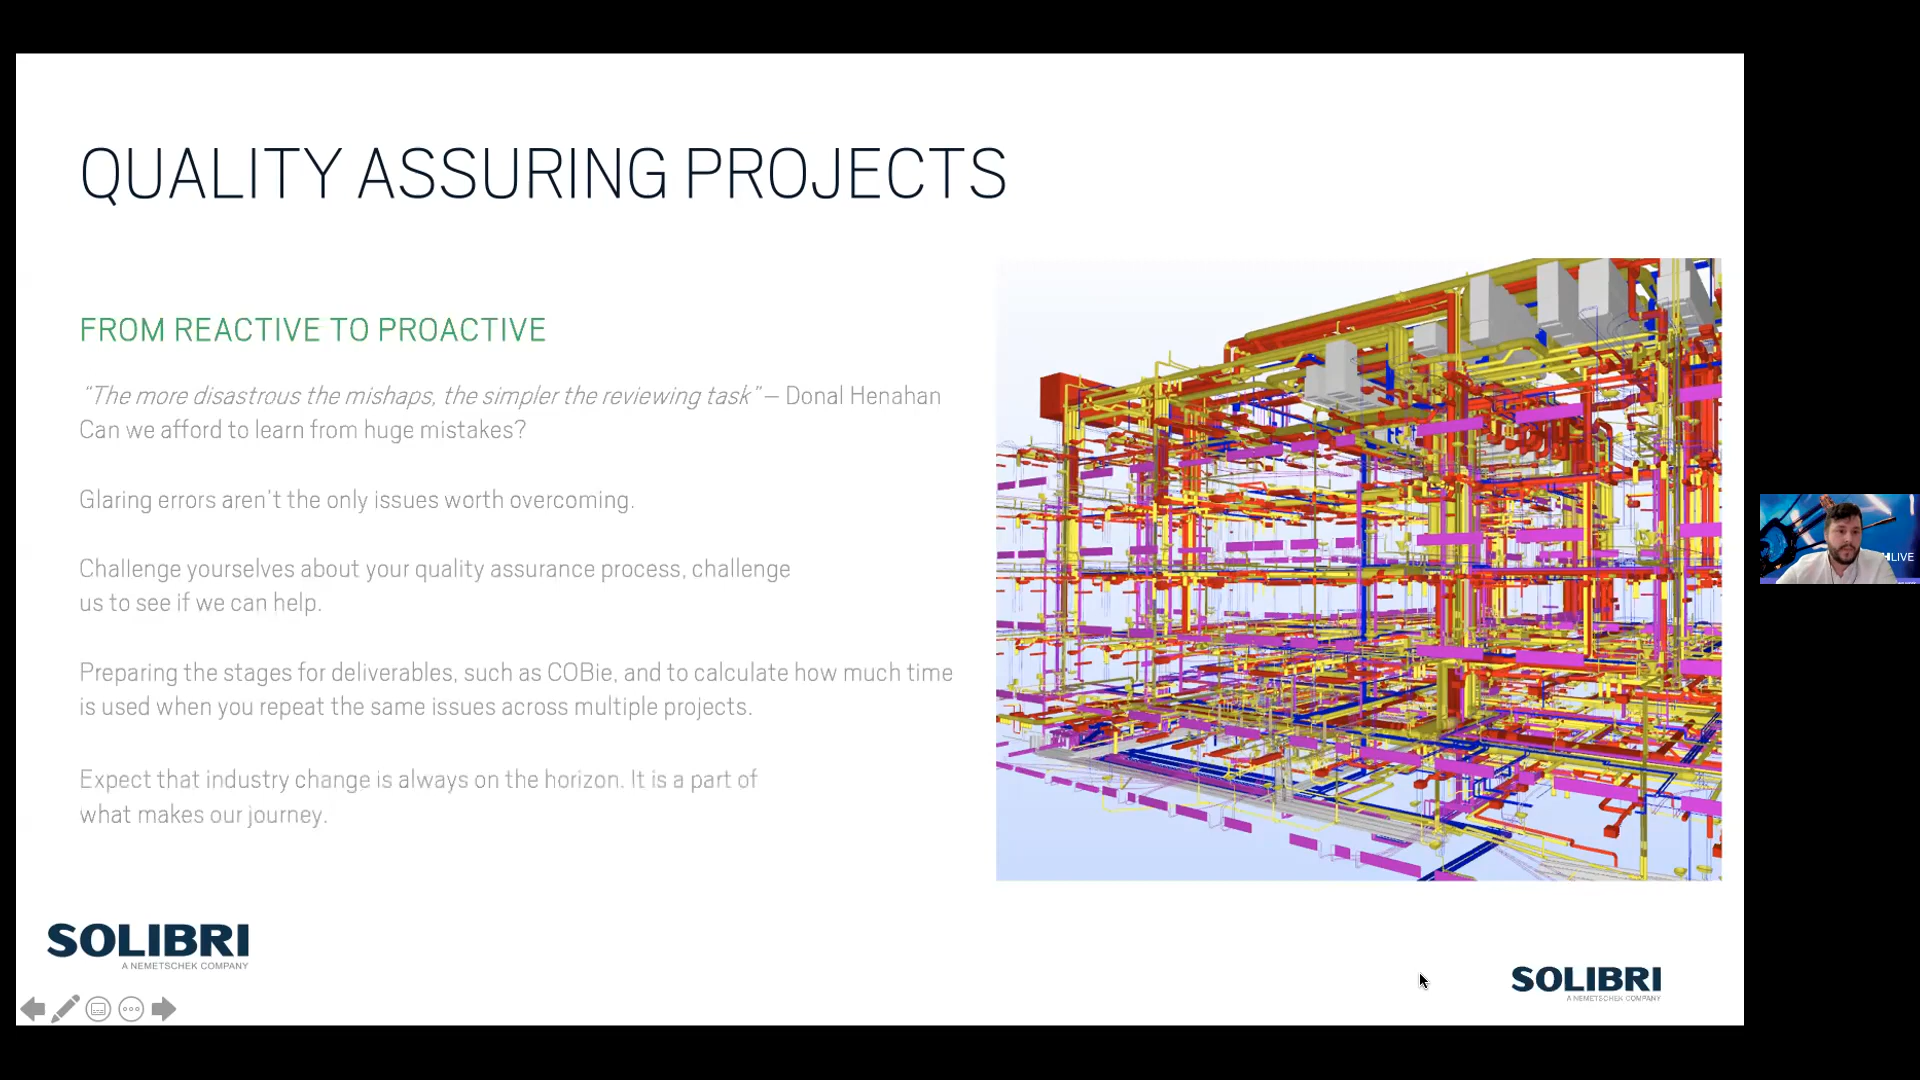 QUALITY ASSURING PROJECTS
FROM REACTIVE TO PROACTIVE
“The more disastrous the mishaps, the simpler the reviewing task” – Donal Henahan
Can we afford to learn from huge mistakes?
Glaring errors aren't the only issues worth overcoming.
Challenge yourselves about your quality assurance process, challenge
us to see if we can help.
Preparing the stages for deliverables, such as COBie, and to calculate how much time
is used when you repeat the same issues across multiple projects.
Expect that industry change is always on the horizon. It is a part of
what makes our journey.
SOLIBRI
A NEMETSCHEK COMPANY
SOLIBRI
A NEMETSCHEK COMPANY
LIVE